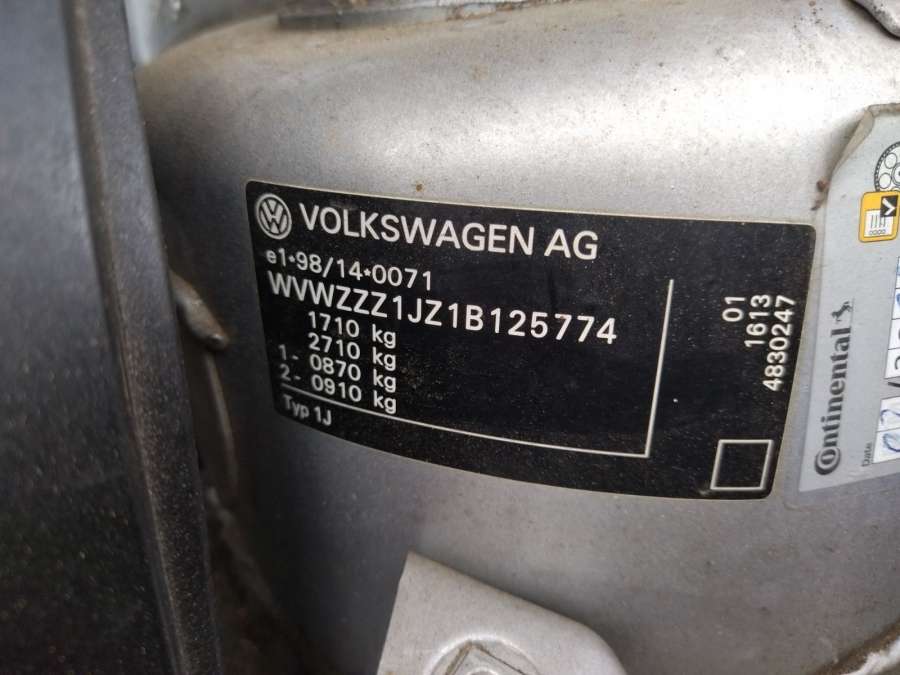 VOLKSWAGEN AG
e1*98/14*0071
WVWZZZ1JZ1B125774
1710 kg
2710 kg
1- 0870 kg
2- 0910 kg
Typ 1J
01
1613
4830247
Continental
Date